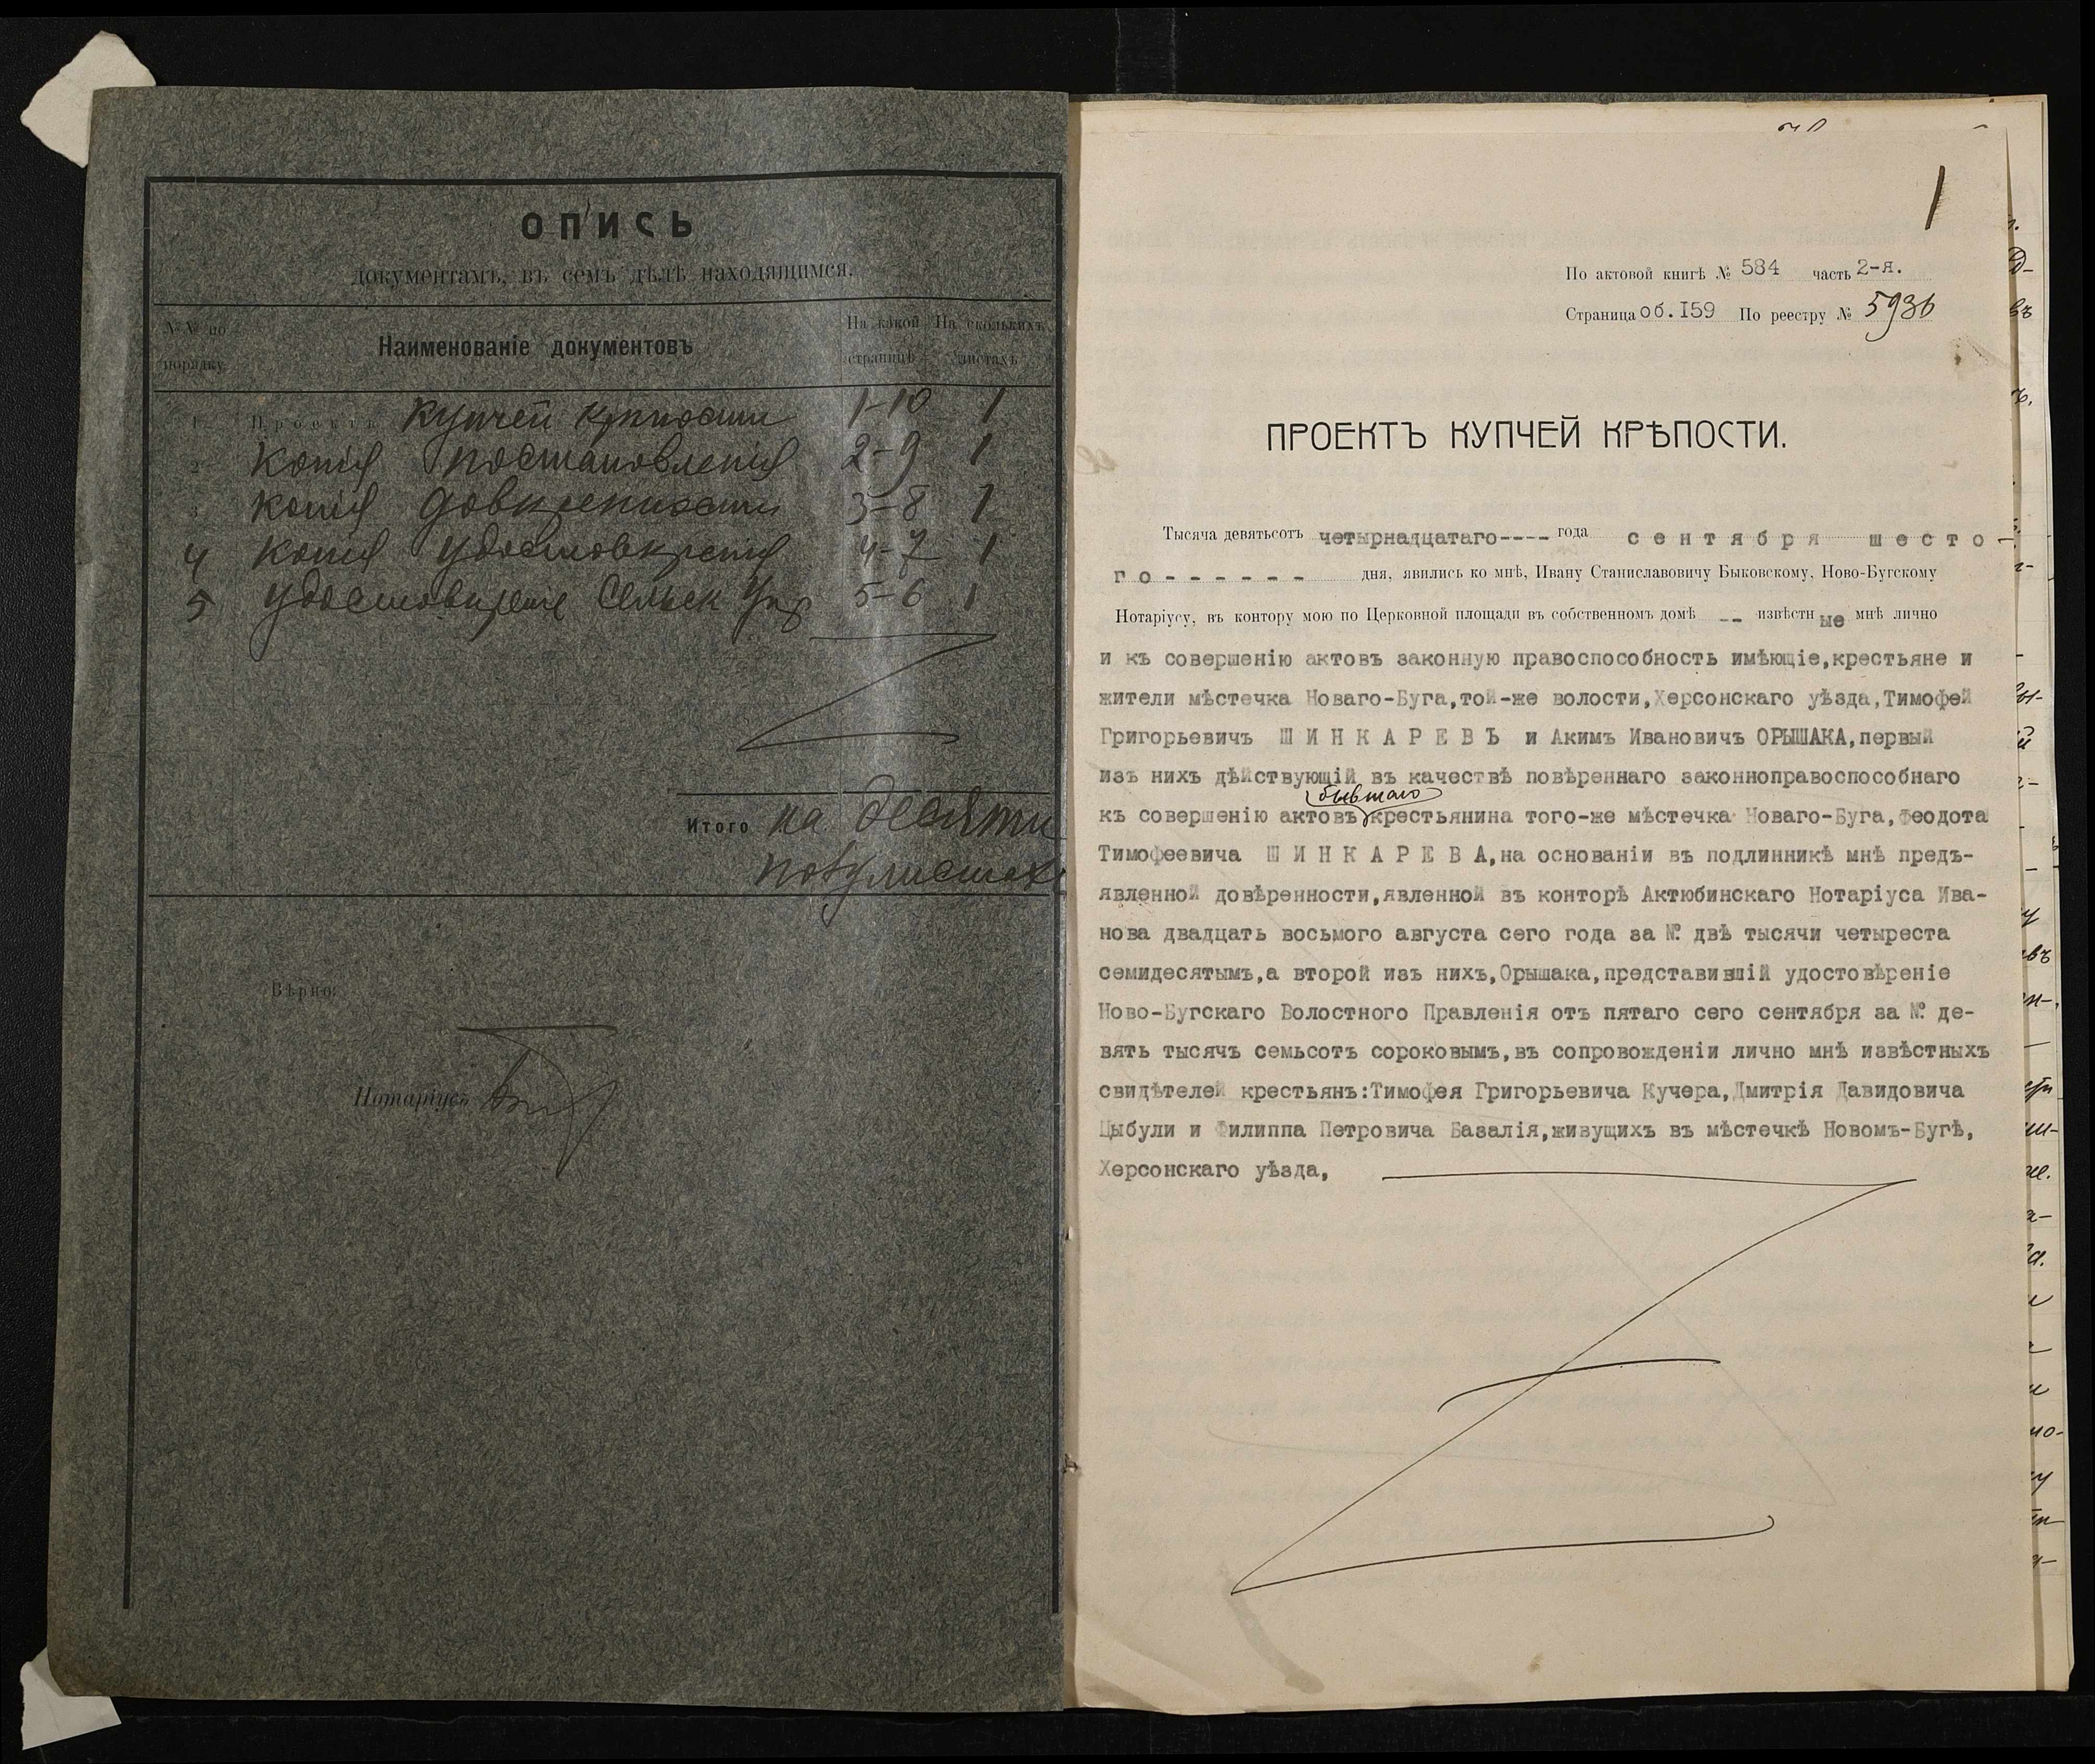 ОПИСЬ
документамъ, въ семъ дѣлѣ находящимся.
№№ по порядку
Наименованіе документовъ
На какой страницѣ
На сколькихъ листахъ
1 Проектъ купчей крѣпости 1-10 1
2 Копія постановленія 2-9 1
3 Копія довѣренности 3-8 1
4 Копія удостовѣренія 4-7 1
5 Удостовѣреніе Сельск Упр 5-6 1
Итого на десяти
полулистах
Вѣрно:
Нотаріусъ
1
По актовой книгѣ № 584 часть 2-я.
Страница об. I59 По реестру № 5936
ПРОЕКТЪ КУПЧЕЙ КРѢПОСТИ.
Тысяча девятьсотъ четырнадцатаго---- года сентября шесто-
го------- дня, явились ко мнѣ, Ивану Станиславовичу Быковскому, Ново-Бугскому
Нотаріусу, въ контору мою по Церковной площади въ собственномъ домѣ -- извѣстные мнѣ лично
и къ совершенію актовъ законную правоспособность имѣющіе,крестьяне и
жители мѣстечка Новаго-Буга,той-же волости,Херсонскаго уѣзда,Тимофей
Григорьевичъ Ш И Н К А Р Е В Ъ и Акимъ Ивановичъ ОРЫШАКА,первый
изъ нихъ дѣйствующій въ качествѣ повѣреннаго законноправоспособнаго
бывшаго
къ совершенію актовъ крестьянина того-же мѣстечка Новаго-Буга,Феодота
Тимофеевича Ш И Н К А Р Е В А,на основаніи въ подлинникѣ мнѣ предъ-
явленной довѣренности,явленной въ конторѣ Актюбинскаго Нотаріуса Ива-
нова двадцать восьмого августа сего года за № двѣ тысячи четыреста
семидесятымъ,а второй изъ нихъ,Орышака,представившій удостовѣреніе
Ново-Бугскаго Волостного Правленія отъ пятаго сего сентября за № де-
вять тысячъ семьсотъ сороковымъ,въ сопровожденіи лично мнѣ извѣстныхъ
свидѣтелей крестьянъ:Тимофея Григорьевича Кучера,Дмитрія Давидовича
Цыбули и Филиппа Петровича Базалія,живущихъ въ мѣстечкѣ Новомъ-Бугѣ,
Херсонскаго уѣзда,